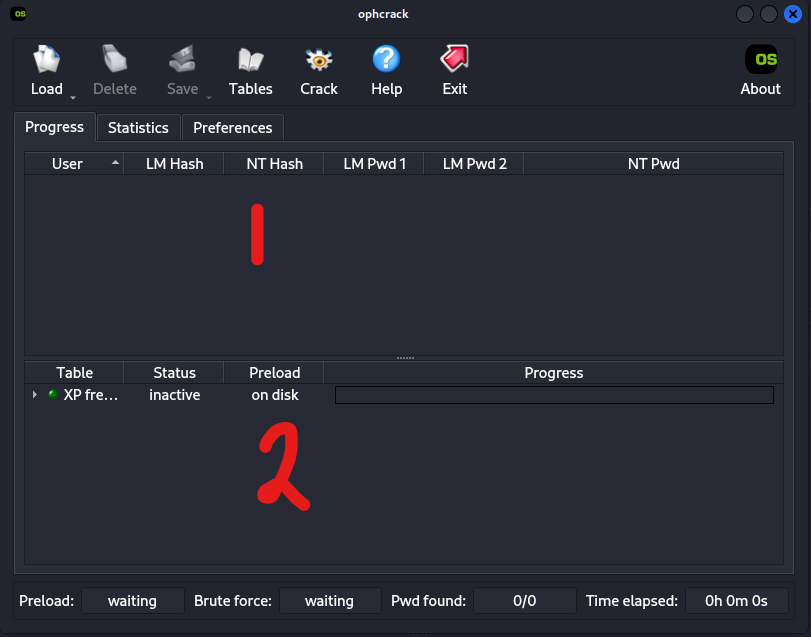 os ophcrack
Load Delete Save Tables Crack Help Exit OS About
Progress Statistics Preferences
User LM Hash NT Hash LM Pwd 1 LM Pwd 2 NT Pwd
1
Table Status Preload Progress
XP fre... inactive on disk
2
Preload: waiting Brute force: waiting Pwd found: 0/0 Time elapsed: 0h 0m 0s